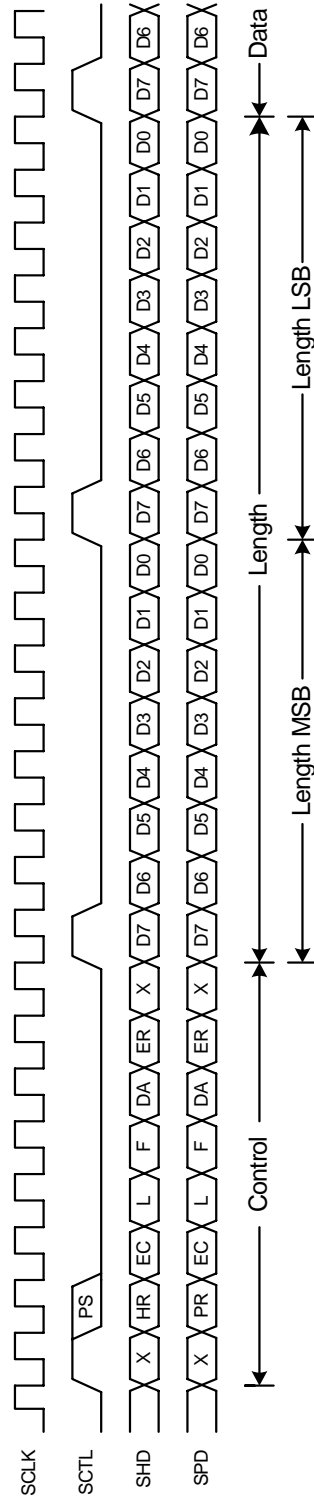 SCLK
SCTL PS
SHD X HR EC L F DA ER X D7 D6 D5 D4 D3 D2 D1 D0 D7 D6 D5 D4 D3 D2 D1 D0 D7 D6
SPD X PR EC L F DA ER X D7 D6 D5 D4 D3 D2 D1 D0 D7 D6 D5 D4 D3 D2 D1 D0 D7 D6
Control Length Data
Length MSB Length LSB